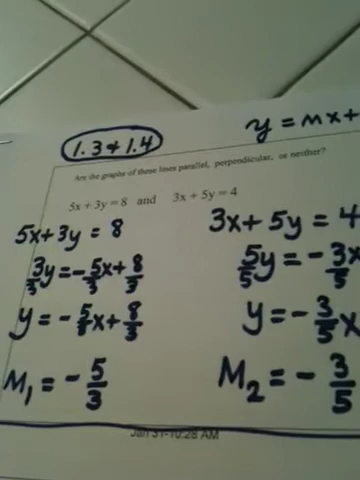 1.3 & 1.4
y = mx+
Are the graphs of these lines parallel, perpendicular, or neither?
5x + 3y = 8 and 3x + 5y = 4
5x+3y = 8
3x+5y = 4
3y/3 = -5x/3 + 8/3
5y/5 = -3x/5
y = -5/3x + 8/3
y = -3/5x
M₁ = -5/3
M₂ = -3/5
Jan 31-10:28 AM